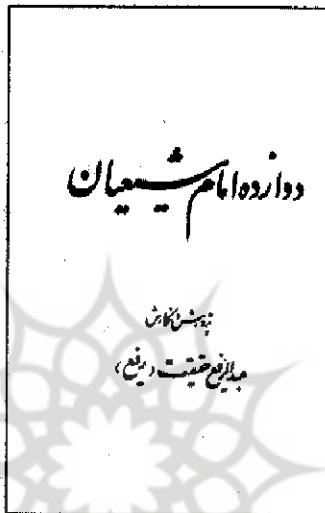 دوازده امام شیعیان
پژوهش و نگارش
عبدالرفیع حقیقت (رفیع)